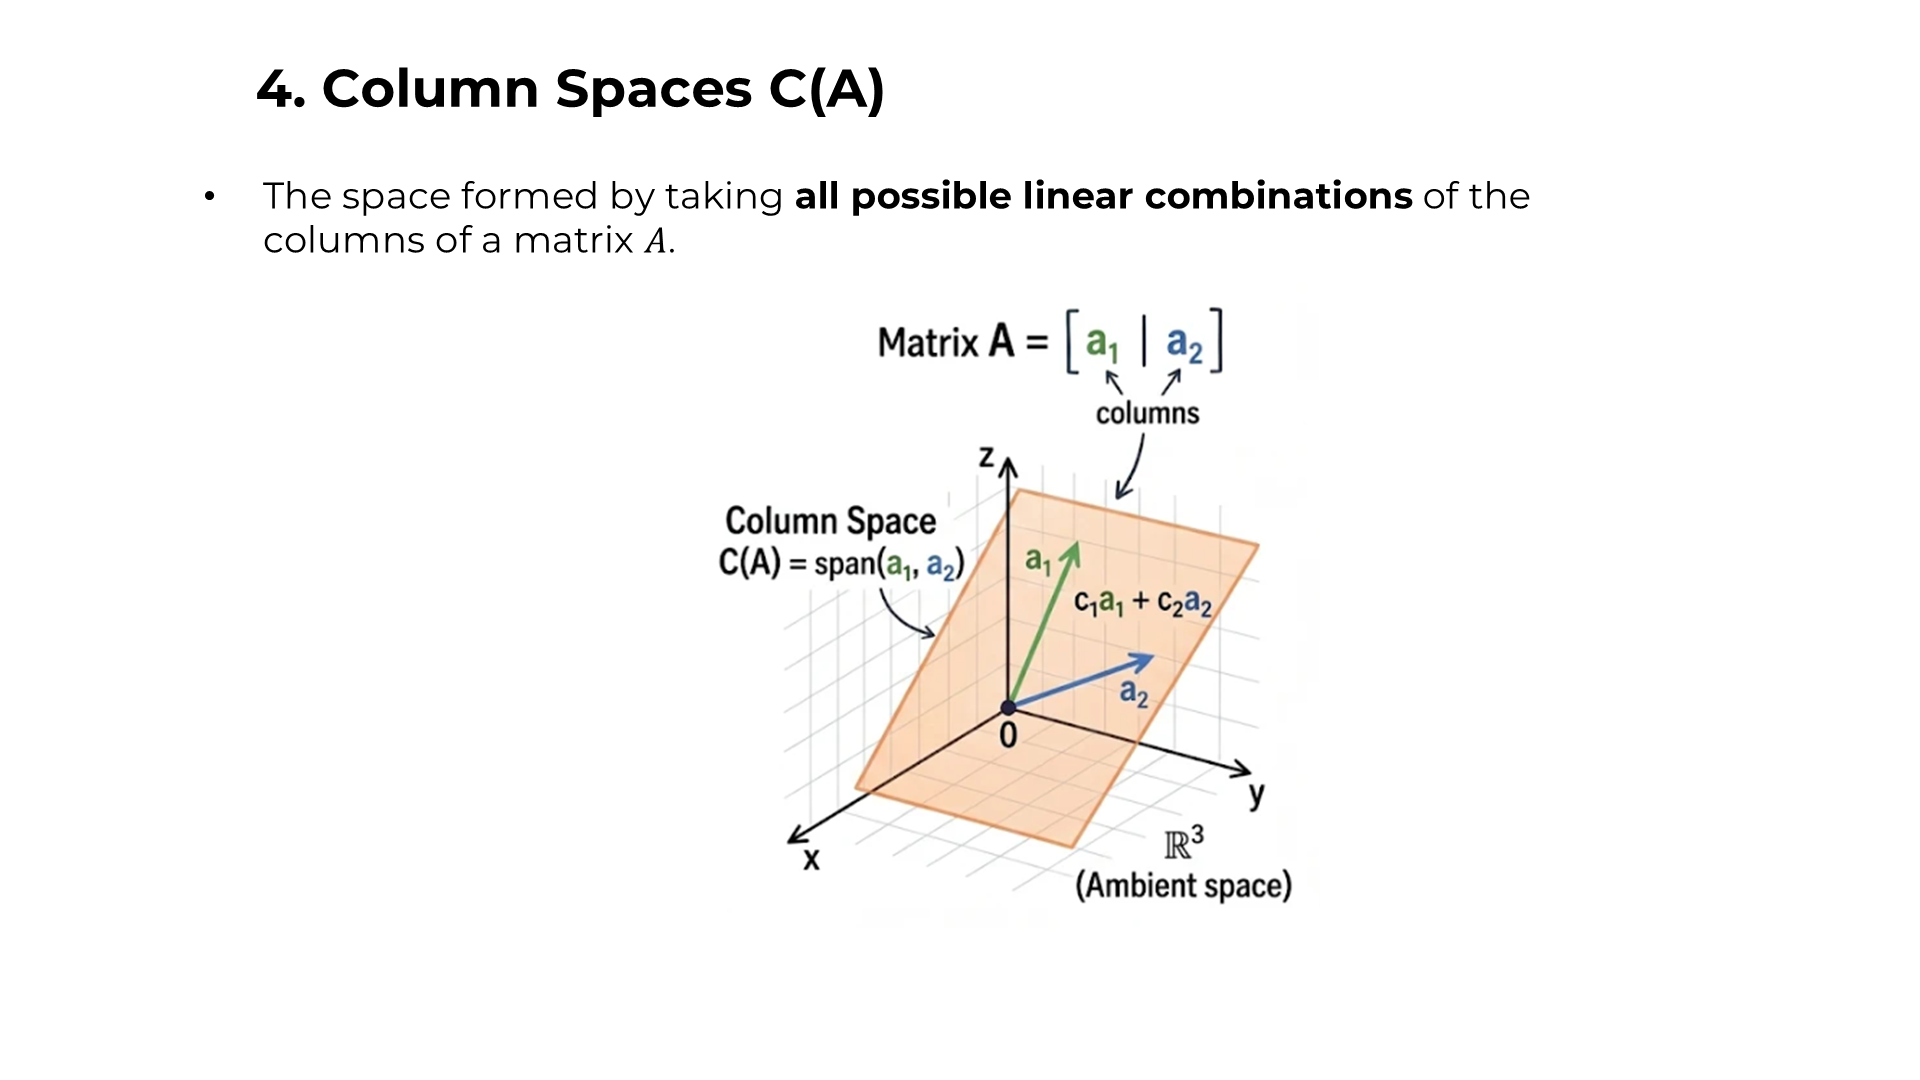 4. Column Spaces C(A)
• The space formed by taking all possible linear combinations of the
columns of a matrix A.
Matrix A = [a₁ | a₂]
columns
z
Column Space
C(A) = span(a₁, a₂)
a₁
c₁a₁ + c₂a₂
a₂
0
y
x
ℝ³
(Ambient space)